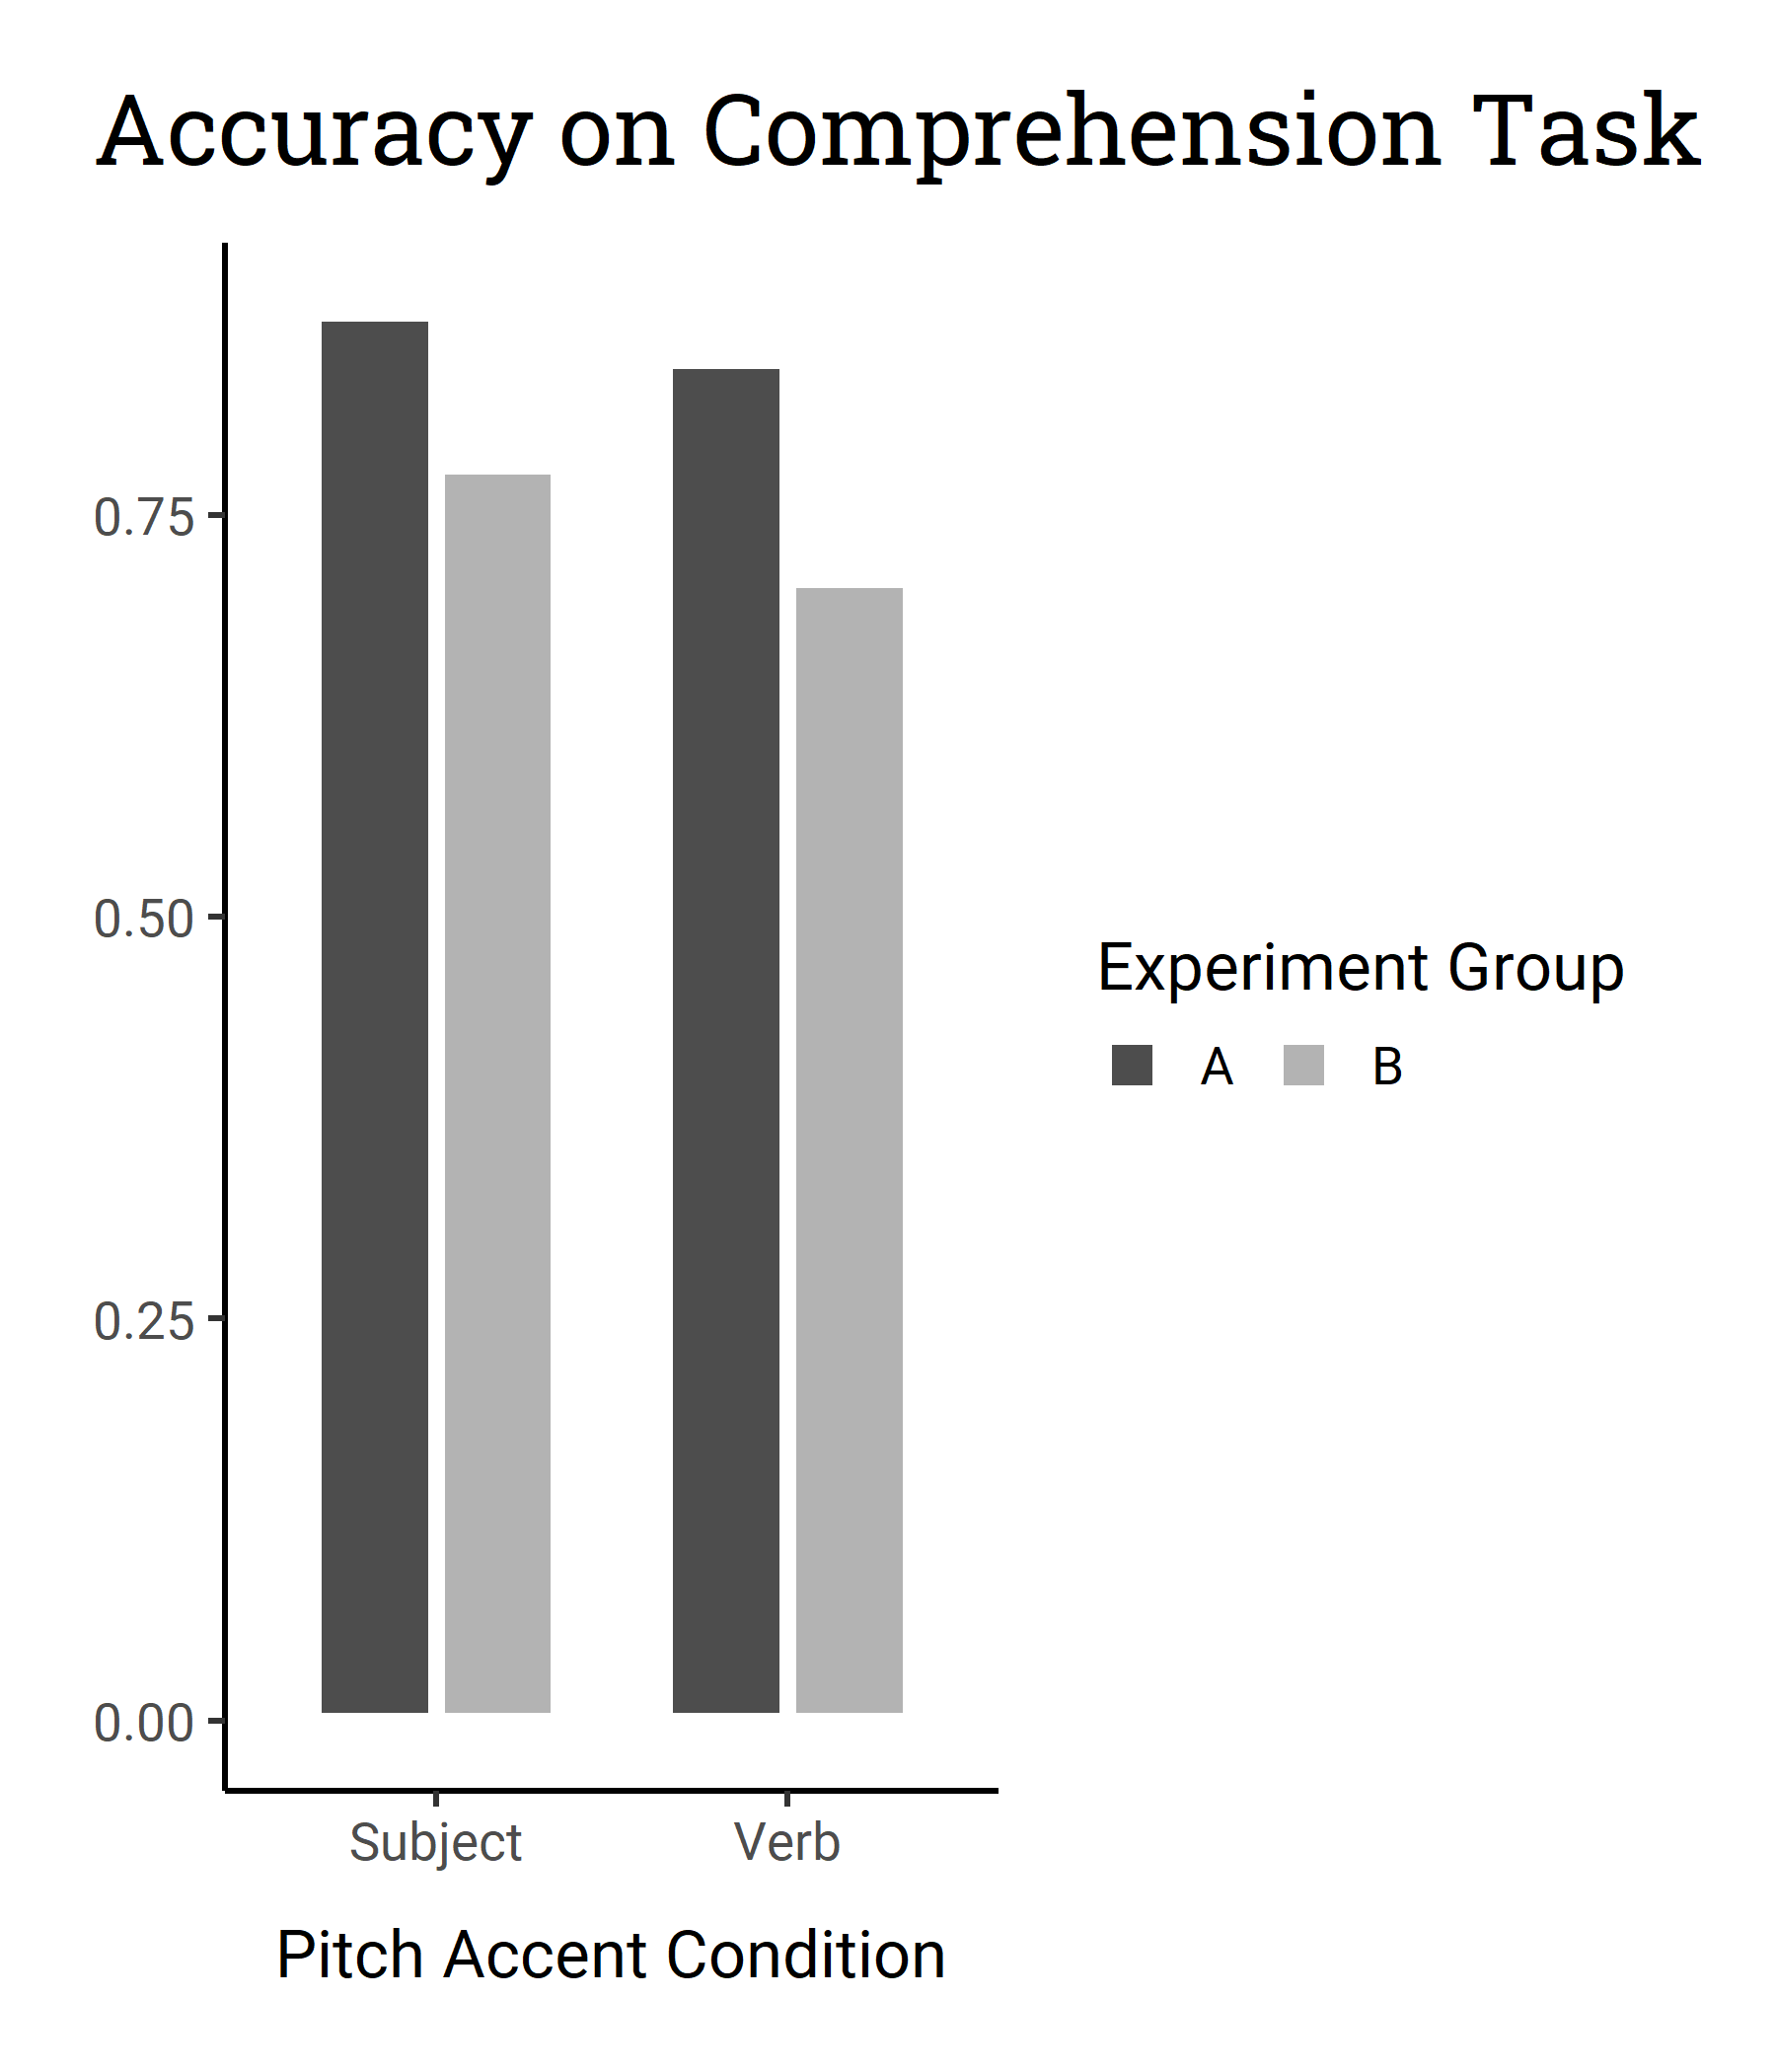 Accuracy on Comprehension Task
0.75
0.50
0.25
0.00
Subject Verb
Pitch Accent Condition
Experiment Group
A B